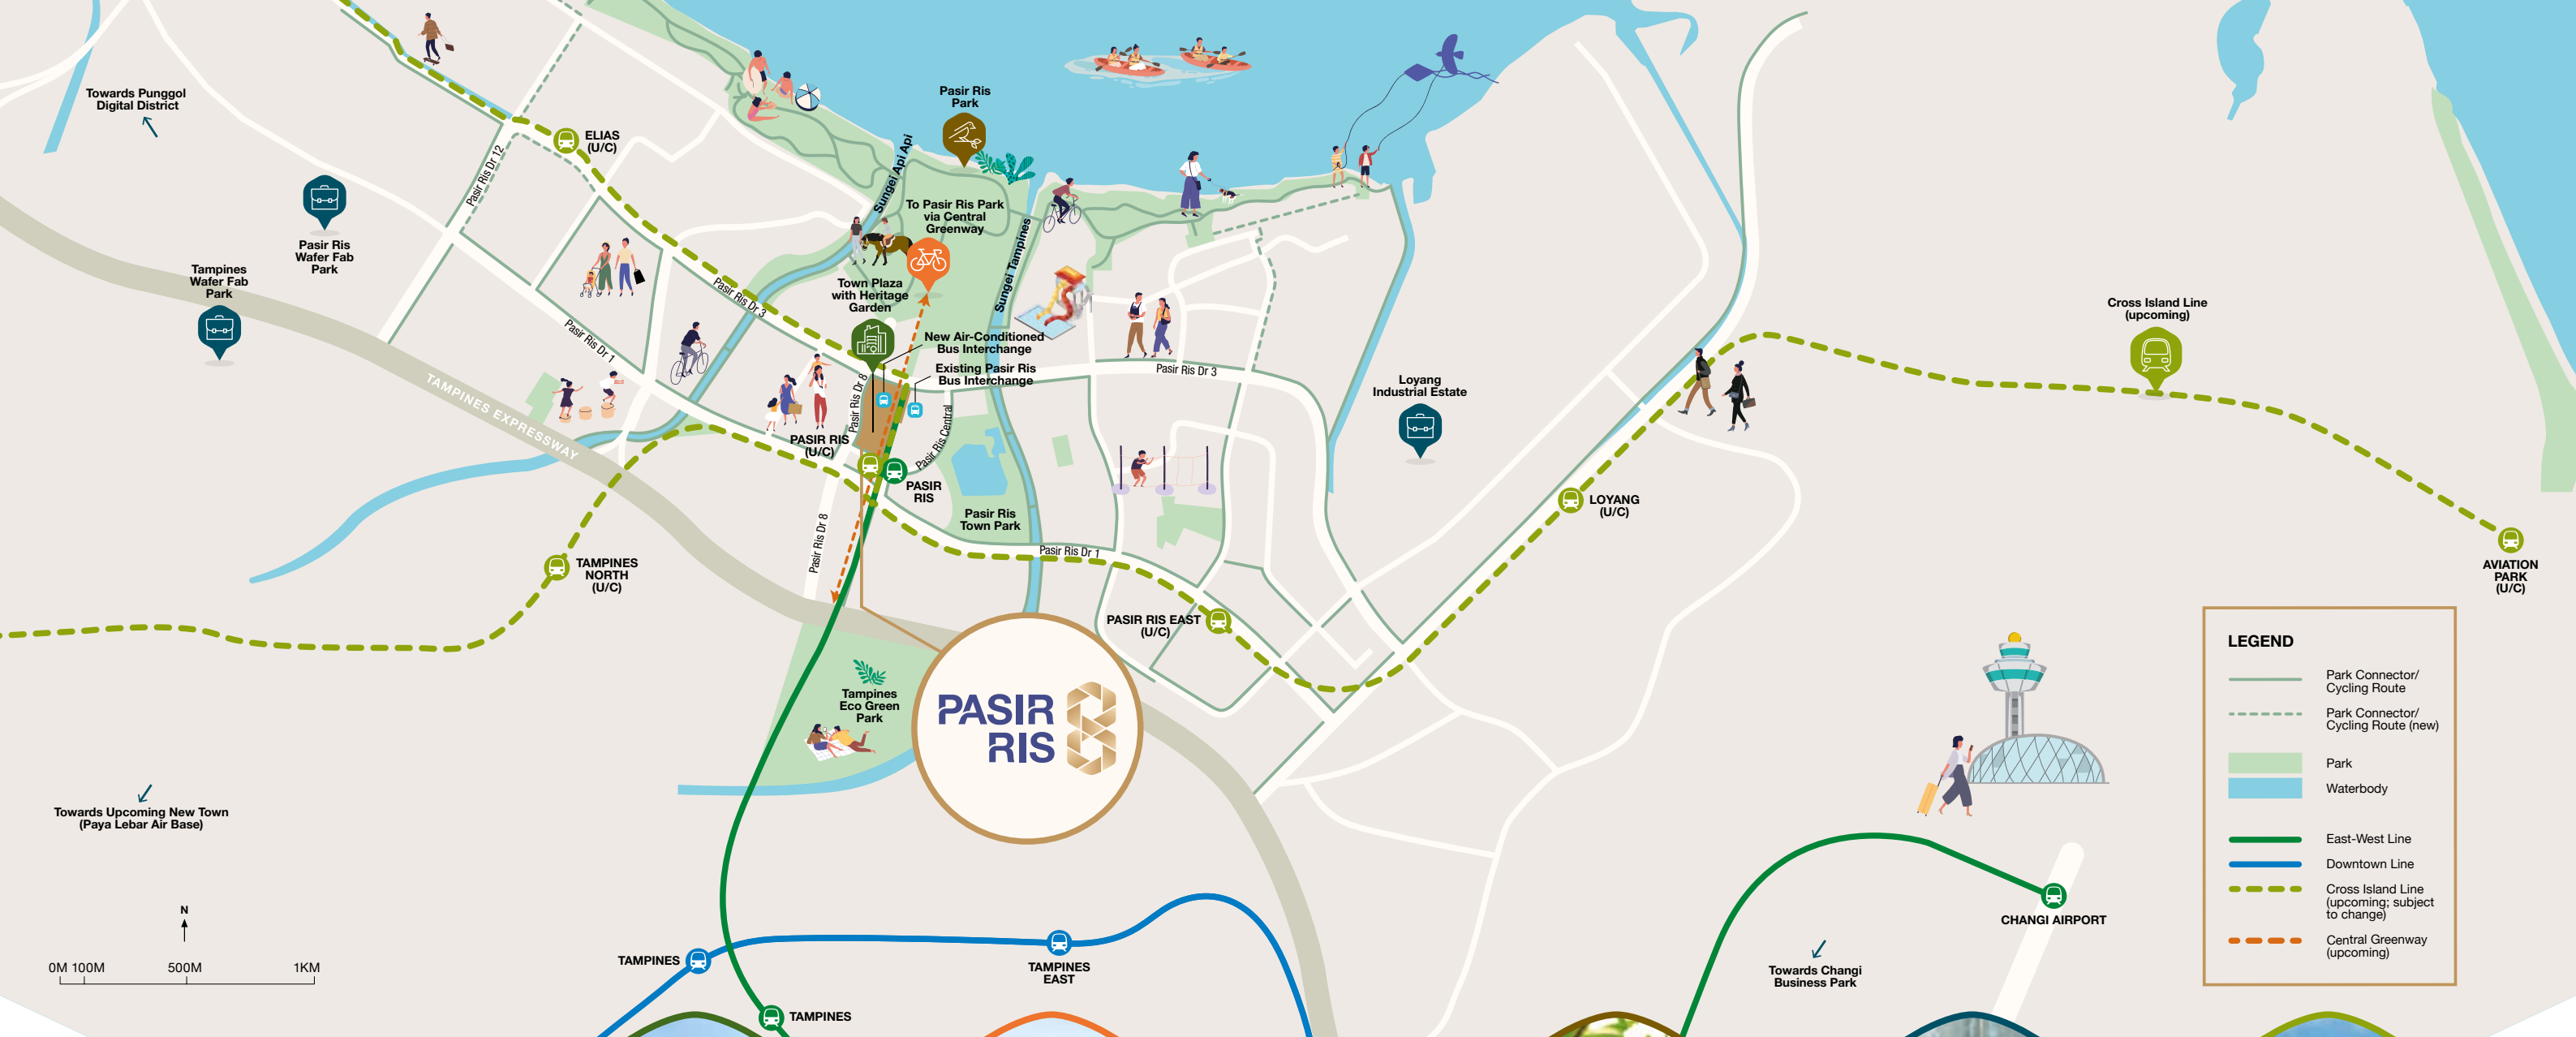 Towards Punggol
Digital District
ELIAS
(U/C)
Pasir Ris Dr 12
Pasir Ris
Wafer Fab
Park
Tampines
Wafer Fab
Park
Pasir Ris
Park
Sungei Api Api
To Pasir Ris Park
via Central
Greenway
Sungei Tampines
Town Plaza
with Heritage
Garden
New Air-Conditioned
Bus Interchange
Existing Pasir Ris
Bus Interchange
Pasir Ris Dr 3
Pasir Ris Dr 1
TAMPINES EXPRESSWAY
Pasir Ris Dr 8
PASIR RIS
(U/C)
Pasir Ris Central
PASIR
RIS
Pasir Ris Dr 3
Loyang
Industrial Estate
Cross Island Line
(upcoming)
Pasir Ris
Town Park
Pasir Ris Dr 8
Pasir Ris Dr 1
LOYANG
(U/C)
AVIATION
PARK
(U/C)
TAMPINES
NORTH
(U/C)
PASIR RIS EAST
(U/C)
Tampines
Eco Green
Park
PASIR
RIS
8
Towards Upcoming New Town
(Paya Lebar Air Base)
N
0M 100M 500M 1KM
TAMPINES
TAMPINES
EAST
TAMPINES
CHANGI AIRPORT
Towards Changi
Business Park
LEGEND
Park Connector/
Cycling Route
Park Connector/
Cycling Route (new)
Park
Waterbody
East-West Line
Downtown Line
Cross Island Line
(upcoming; subject
to change)
Central Greenway
(upcoming)